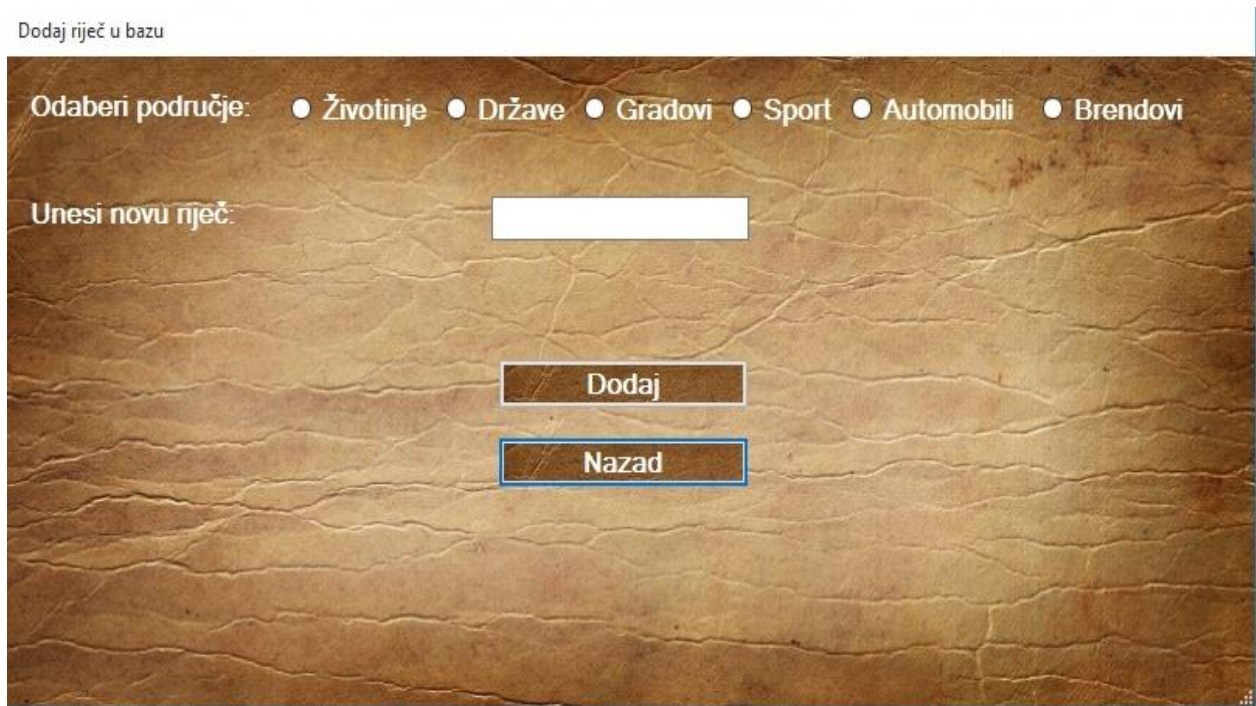 Dodaj riječ u bazu
Odaberi područje: Životinje Države Gradovi Sport Automobili Brendovi
Unesi novu riječ:
Dodaj
Nazad